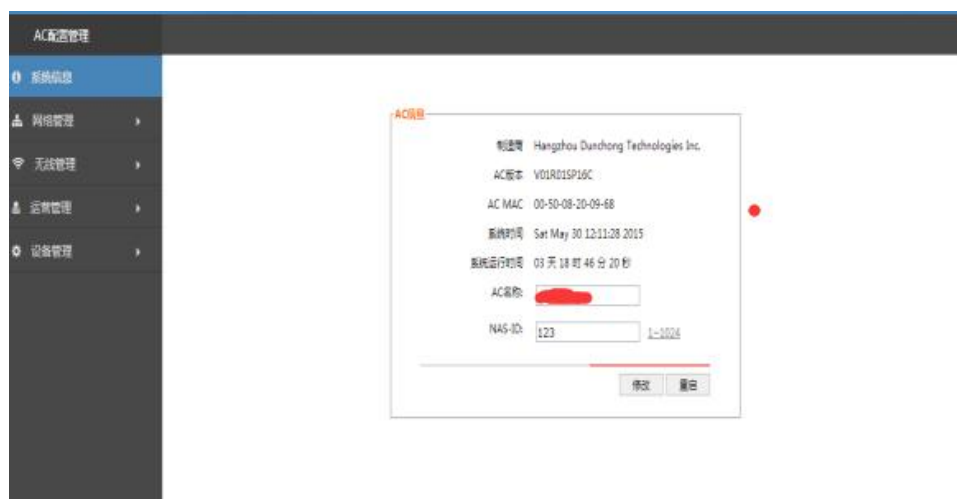 AC配置管理
系统信息
网络管理
无线管理
运营管理
设备管理
AC信息
制造商 Hangzhou Dunchong Technologies Inc.
AC版本 V01R01SP16C
AC MAC 00-50-08-20-09-68
系统时间 Sat May 30 12:11:28 2015
系统运行时间 03 天 18 时 46 分 20 秒
AC名称:
NAS-ID: 123 1~1024
修改 重启